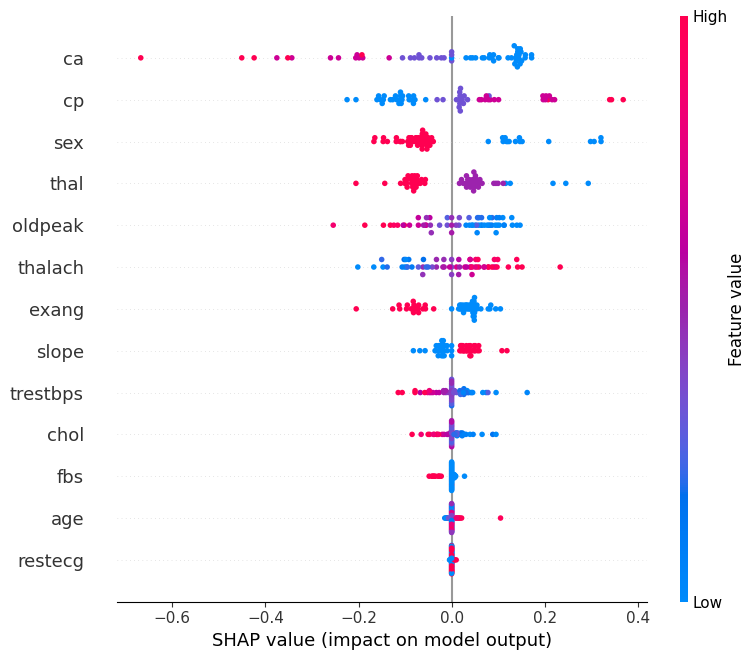 High
ca
cp
sex
thal
oldpeak
thalach
exang
slope
trestbps
chol
fbs
age
restecg
Feature value
Low
−0.6 −0.4 −0.2 0.0 0.2 0.4
SHAP value (impact on model output)